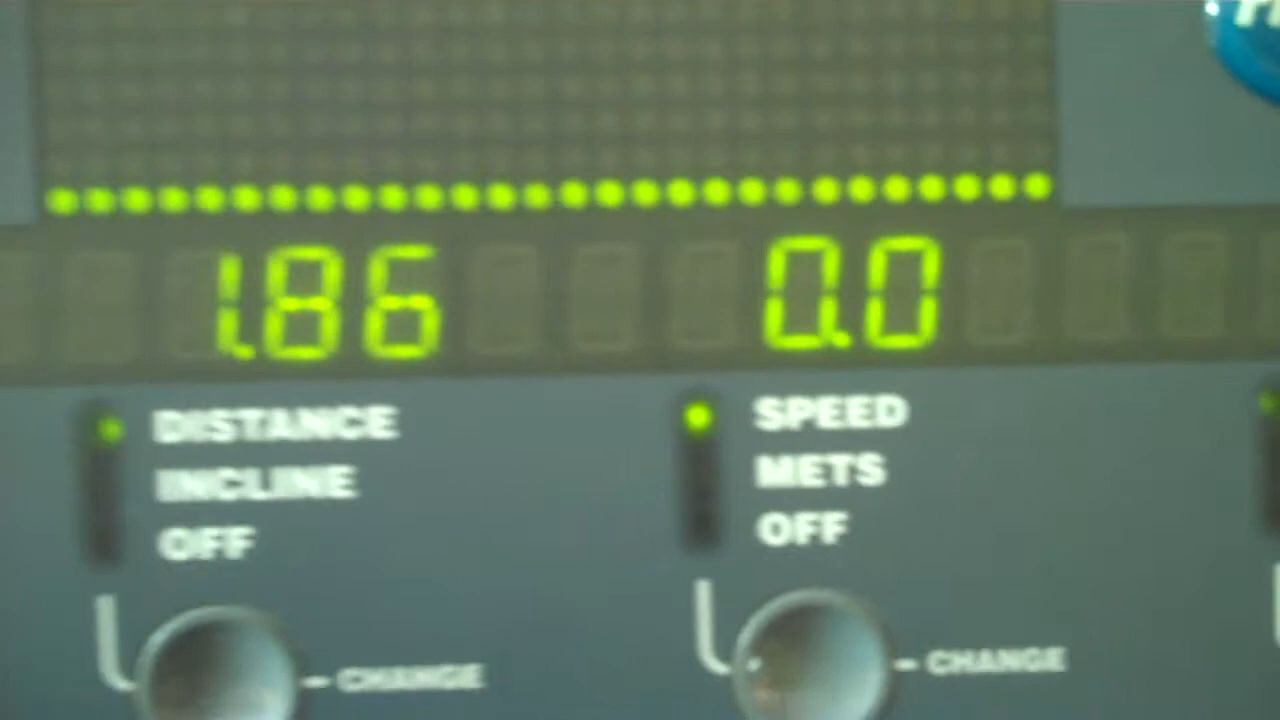 1.86 0.0
DISTANCE SPEED
INCLINE METS
OFF OFF
CHANGE CHANGE